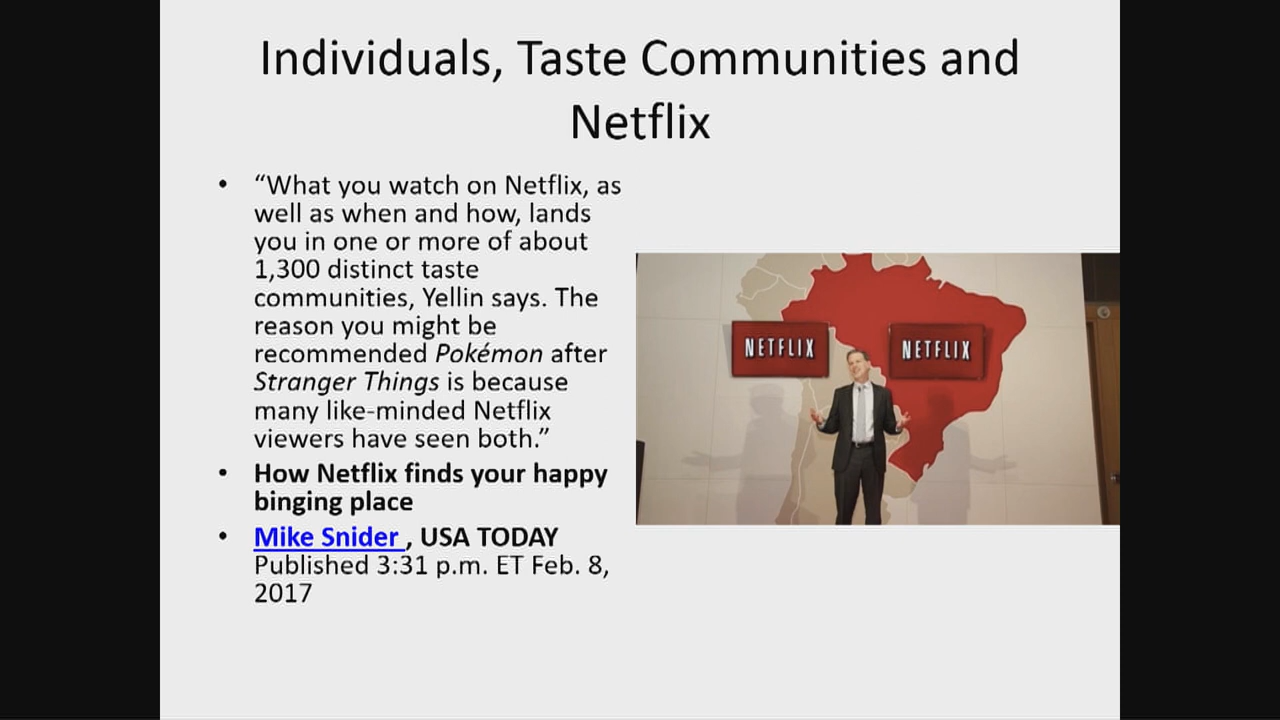 Individuals, Taste Communities and
Netflix
• “What you watch on Netflix, as
well as when and how, lands
you in one or more of about
1,300 distinct taste
communities, Yellin says. The
reason you might be
recommended Pokémon after
Stranger Things is because
many like-minded Netflix
viewers have seen both.”
• How Netflix finds your happy
binging place
• Mike Snider , USA TODAY
Published 3:31 p.m. ET Feb. 8,
2017
NETFLIX
NETFLIX